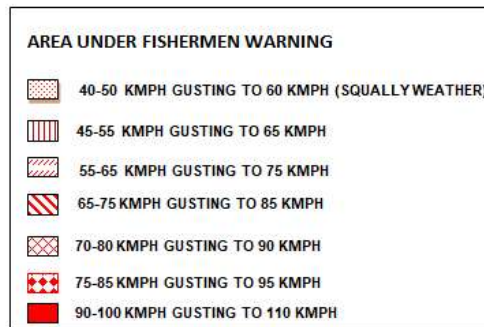 AREA UNDER FISHERMEN WARNING
40-50 KMPH GUSTING TO 60 KMPH (SQUALLY WEATHER)
45-55 KMPH GUSTING TO 65 KMPH
55-65 KMPH GUSTING TO 75 KMPH
65-75 KMPH GUSTING TO 85 KMPH
70-80 KMPH GUSTING TO 90 KMPH
75-85 KMPH GUSTING TO 95 KMPH
90-100 KMPH GUSTING TO 110 KMPH